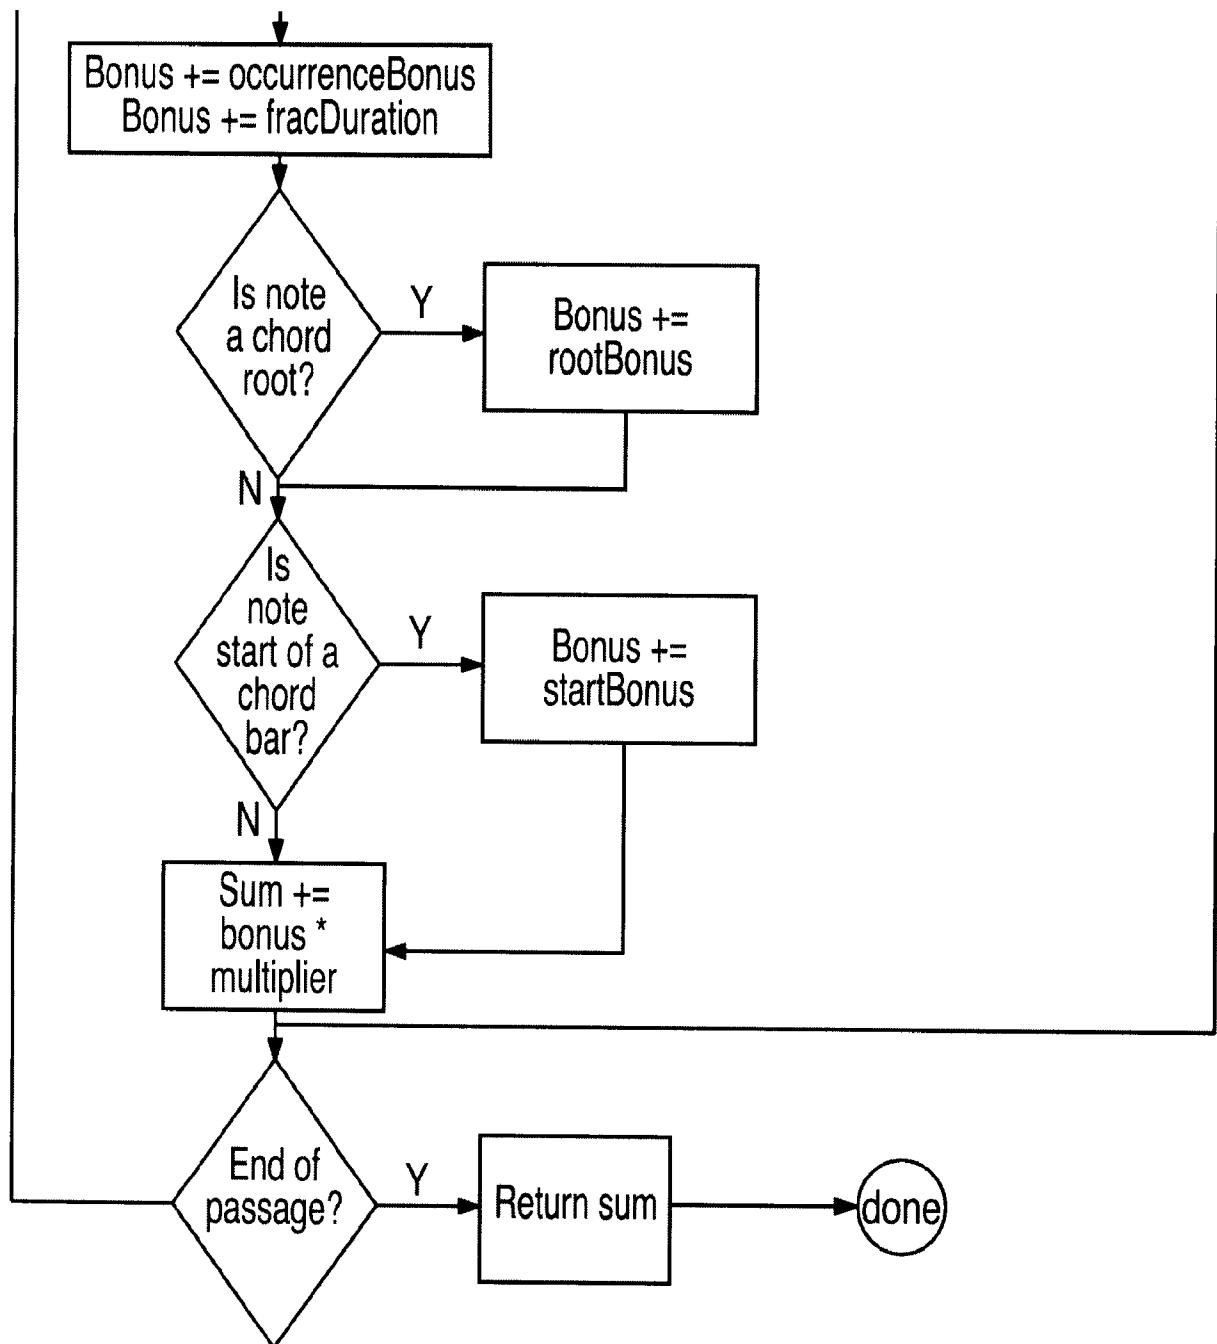 Bonus += occurrenceBonus
Bonus += fracDuration
Is note
a chord
root?
Y
Bonus +=
rootBonus
N
Is
note
start of a
chord
bar?
Y
Bonus +=
startBonus
N
Sum +=
bonus *
multiplier
End of
passage?
Y
Return sum
done